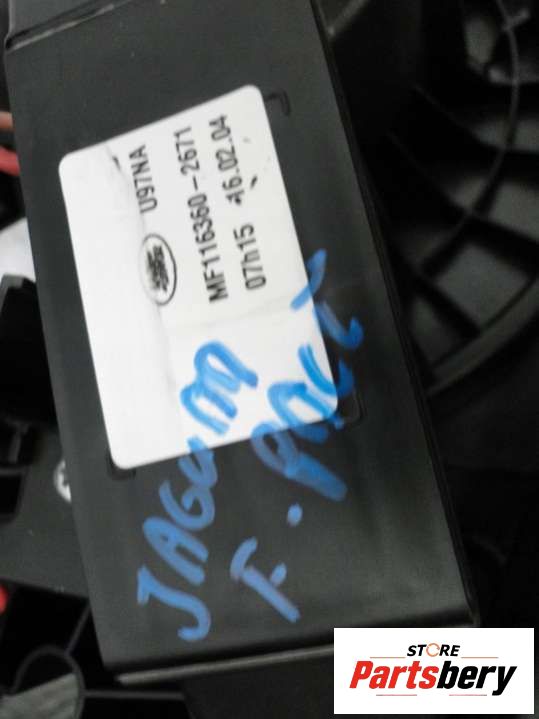 U97NA
MF116360-2671
07h15 16.02.04
JAGUAR
F. PACE
STORE
Partsbery